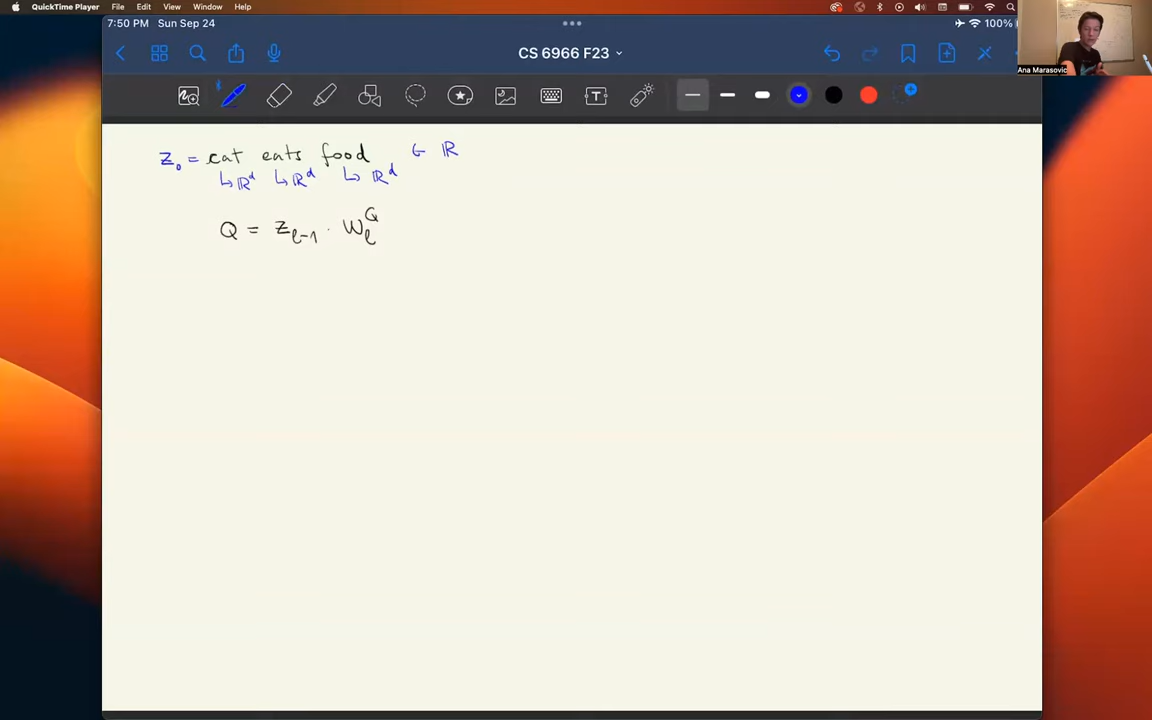 QuickTime Player File Edit View Window Help 100%
7:50 PM Sun Sep 24 100%
CS 6966 F23
Ana Marasovic
T
z₀ = cat eats food ∈ ℝ
↳ℝᵈ ↳ℝᵈ ↳ℝᵈ
Q = z_{ℓ-1} · W_ℓ^Q